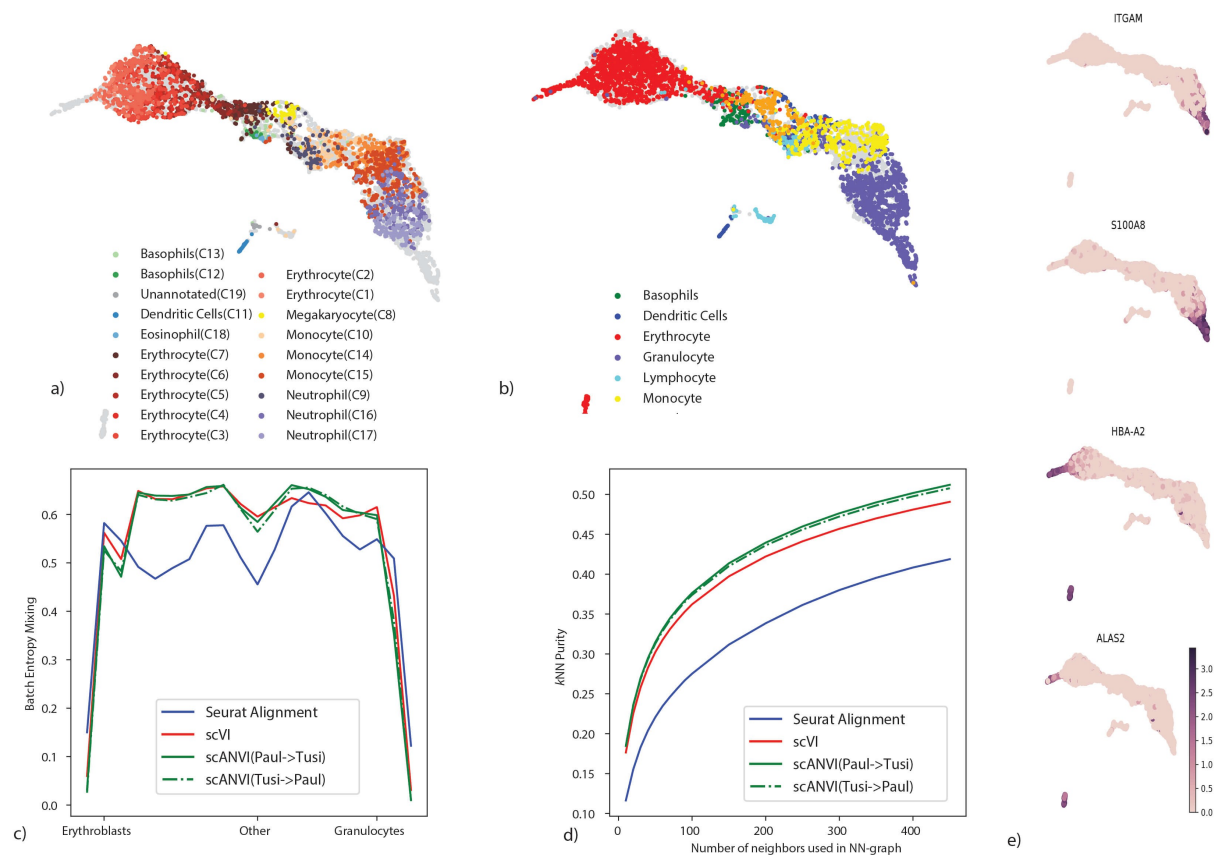 Basophils(C13)
Basophils(C12)
Unannotated(C19)
Dendritic Cells(C11)
Eosinophil(C18)
Erythrocyte(C7)
Erythrocyte(C6)
Erythrocyte(C5)
Erythrocyte(C4)
Erythrocyte(C3)
Erythrocyte(C2)
Erythrocyte(C1)
Megakaryocyte(C8)
Monocyte(C10)
Monocyte(C14)
Monocyte(C15)
Neutrophil(C9)
Neutrophil(C16)
Neutrophil(C17)
a)
Basophils
Dendritic Cells
Erythrocyte
Granulocyte
Lymphocyte
Monocyte
b)
Batch Entropy Mixing
0.6
0.5
0.4
0.3
0.2
0.1
0.0
Seurat Alignment
scVI
scANVI(Paul->Tusi)
scANVI(Tusi->Paul)
Erythroblasts
Other
Granulocytes
c)
kNN Purity
0.50
0.45
0.40
0.35
0.30
0.25
0.20
0.15
0.10
Seurat Alignment
scVI
scANVI(Paul->Tusi)
scANVI(Tusi->Paul)
0
100
200
300
400
Number of neighbors used in NN-graph
d)
ITGAM
S100A8
HBA-A2
ALAS2
3.0
2.5
2.0
1.5
1.0
0.5
0.0
e)